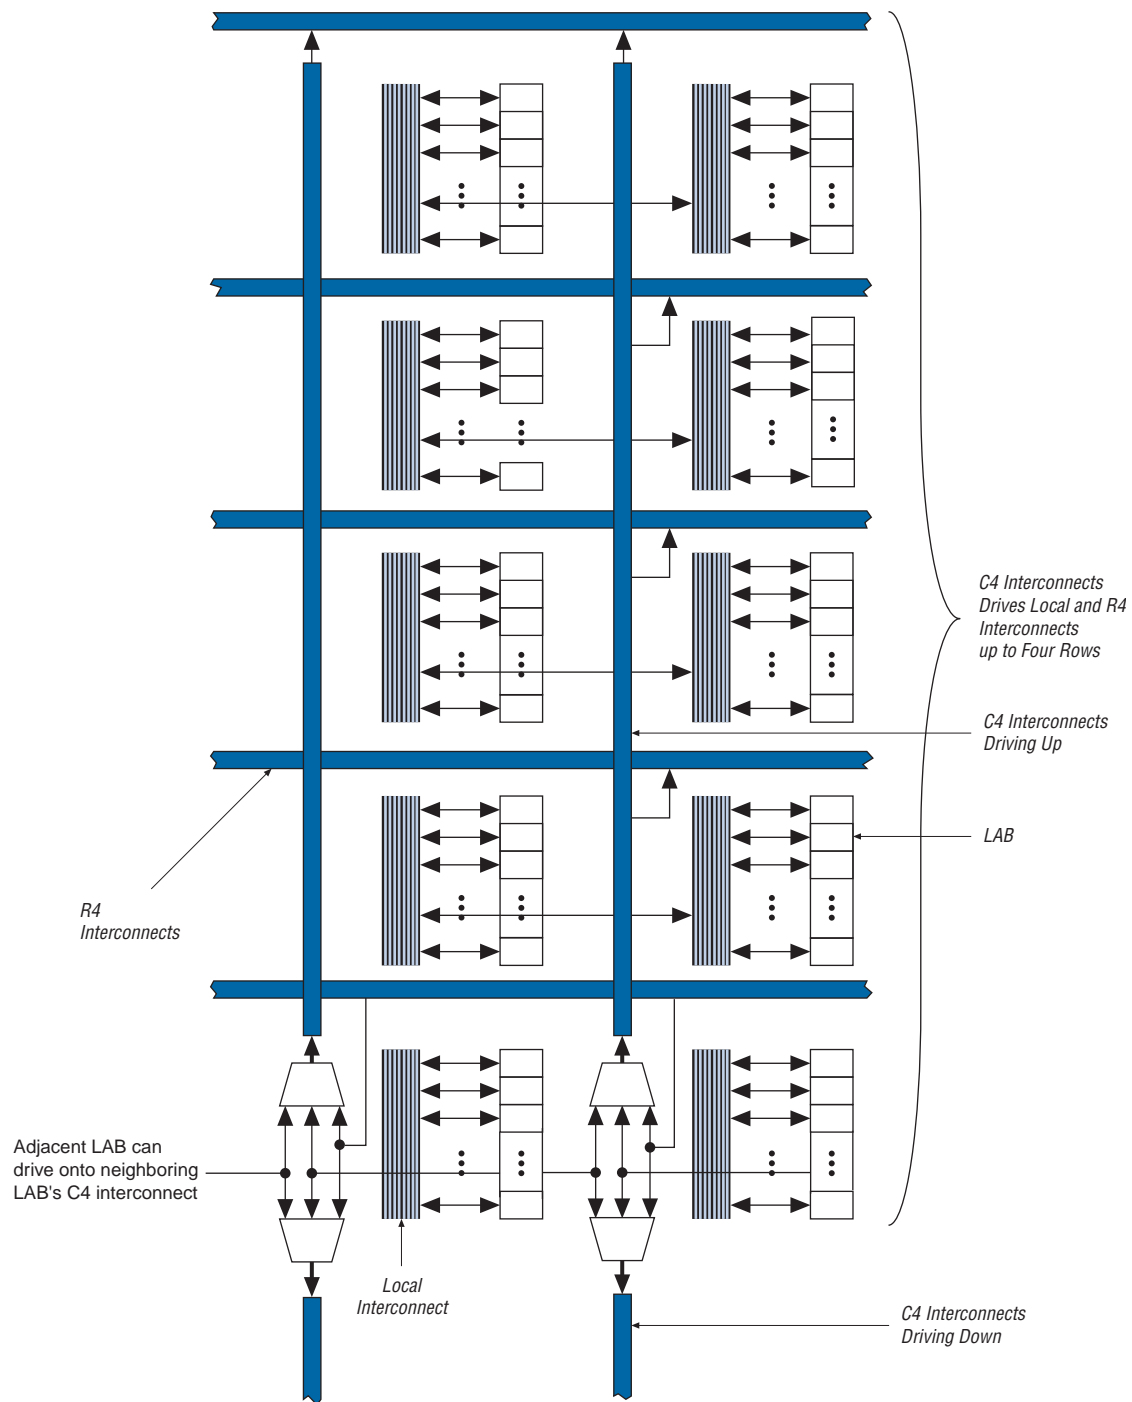 C4 Interconnects
Drives Local and R4
Interconnects
up to Four Rows
C4 Interconnects
Driving Up
LAB
R4
Interconnects
Adjacent LAB can
drive onto neighboring
LAB's C4 interconnect
Local
Interconnect
C4 Interconnects
Driving Down